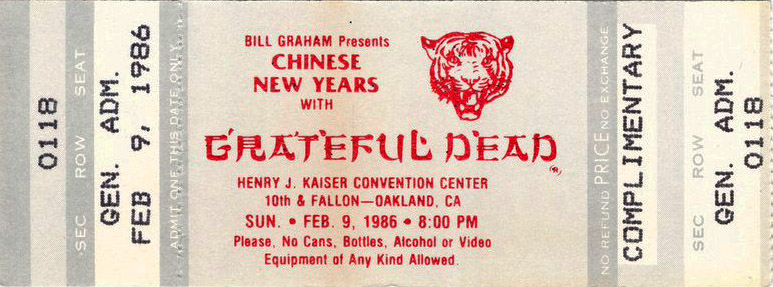 0118
SEC ROW SEAT
GEN. ADM.
FEB 9, 1986
ADMIT ONE THIS DATE ONLY
BILL GRAHAM Presents
CHINESE
NEW YEARS
WITH
GRATEFUL DEAD
®
HENRY J. KAISER CONVENTION CENTER
10th & FALLON—OAKLAND, CA
SUN. • FEB. 9, 1986 • 8:00 PM
Please, No Cans, Bottles, Alcohol or Video
Equipment of Any Kind Allowed.
NO REFUND PRICE NO EXCHANGE
COMPLIMENTARY
SEC ROW SEAT
GEN. ADM.
0118